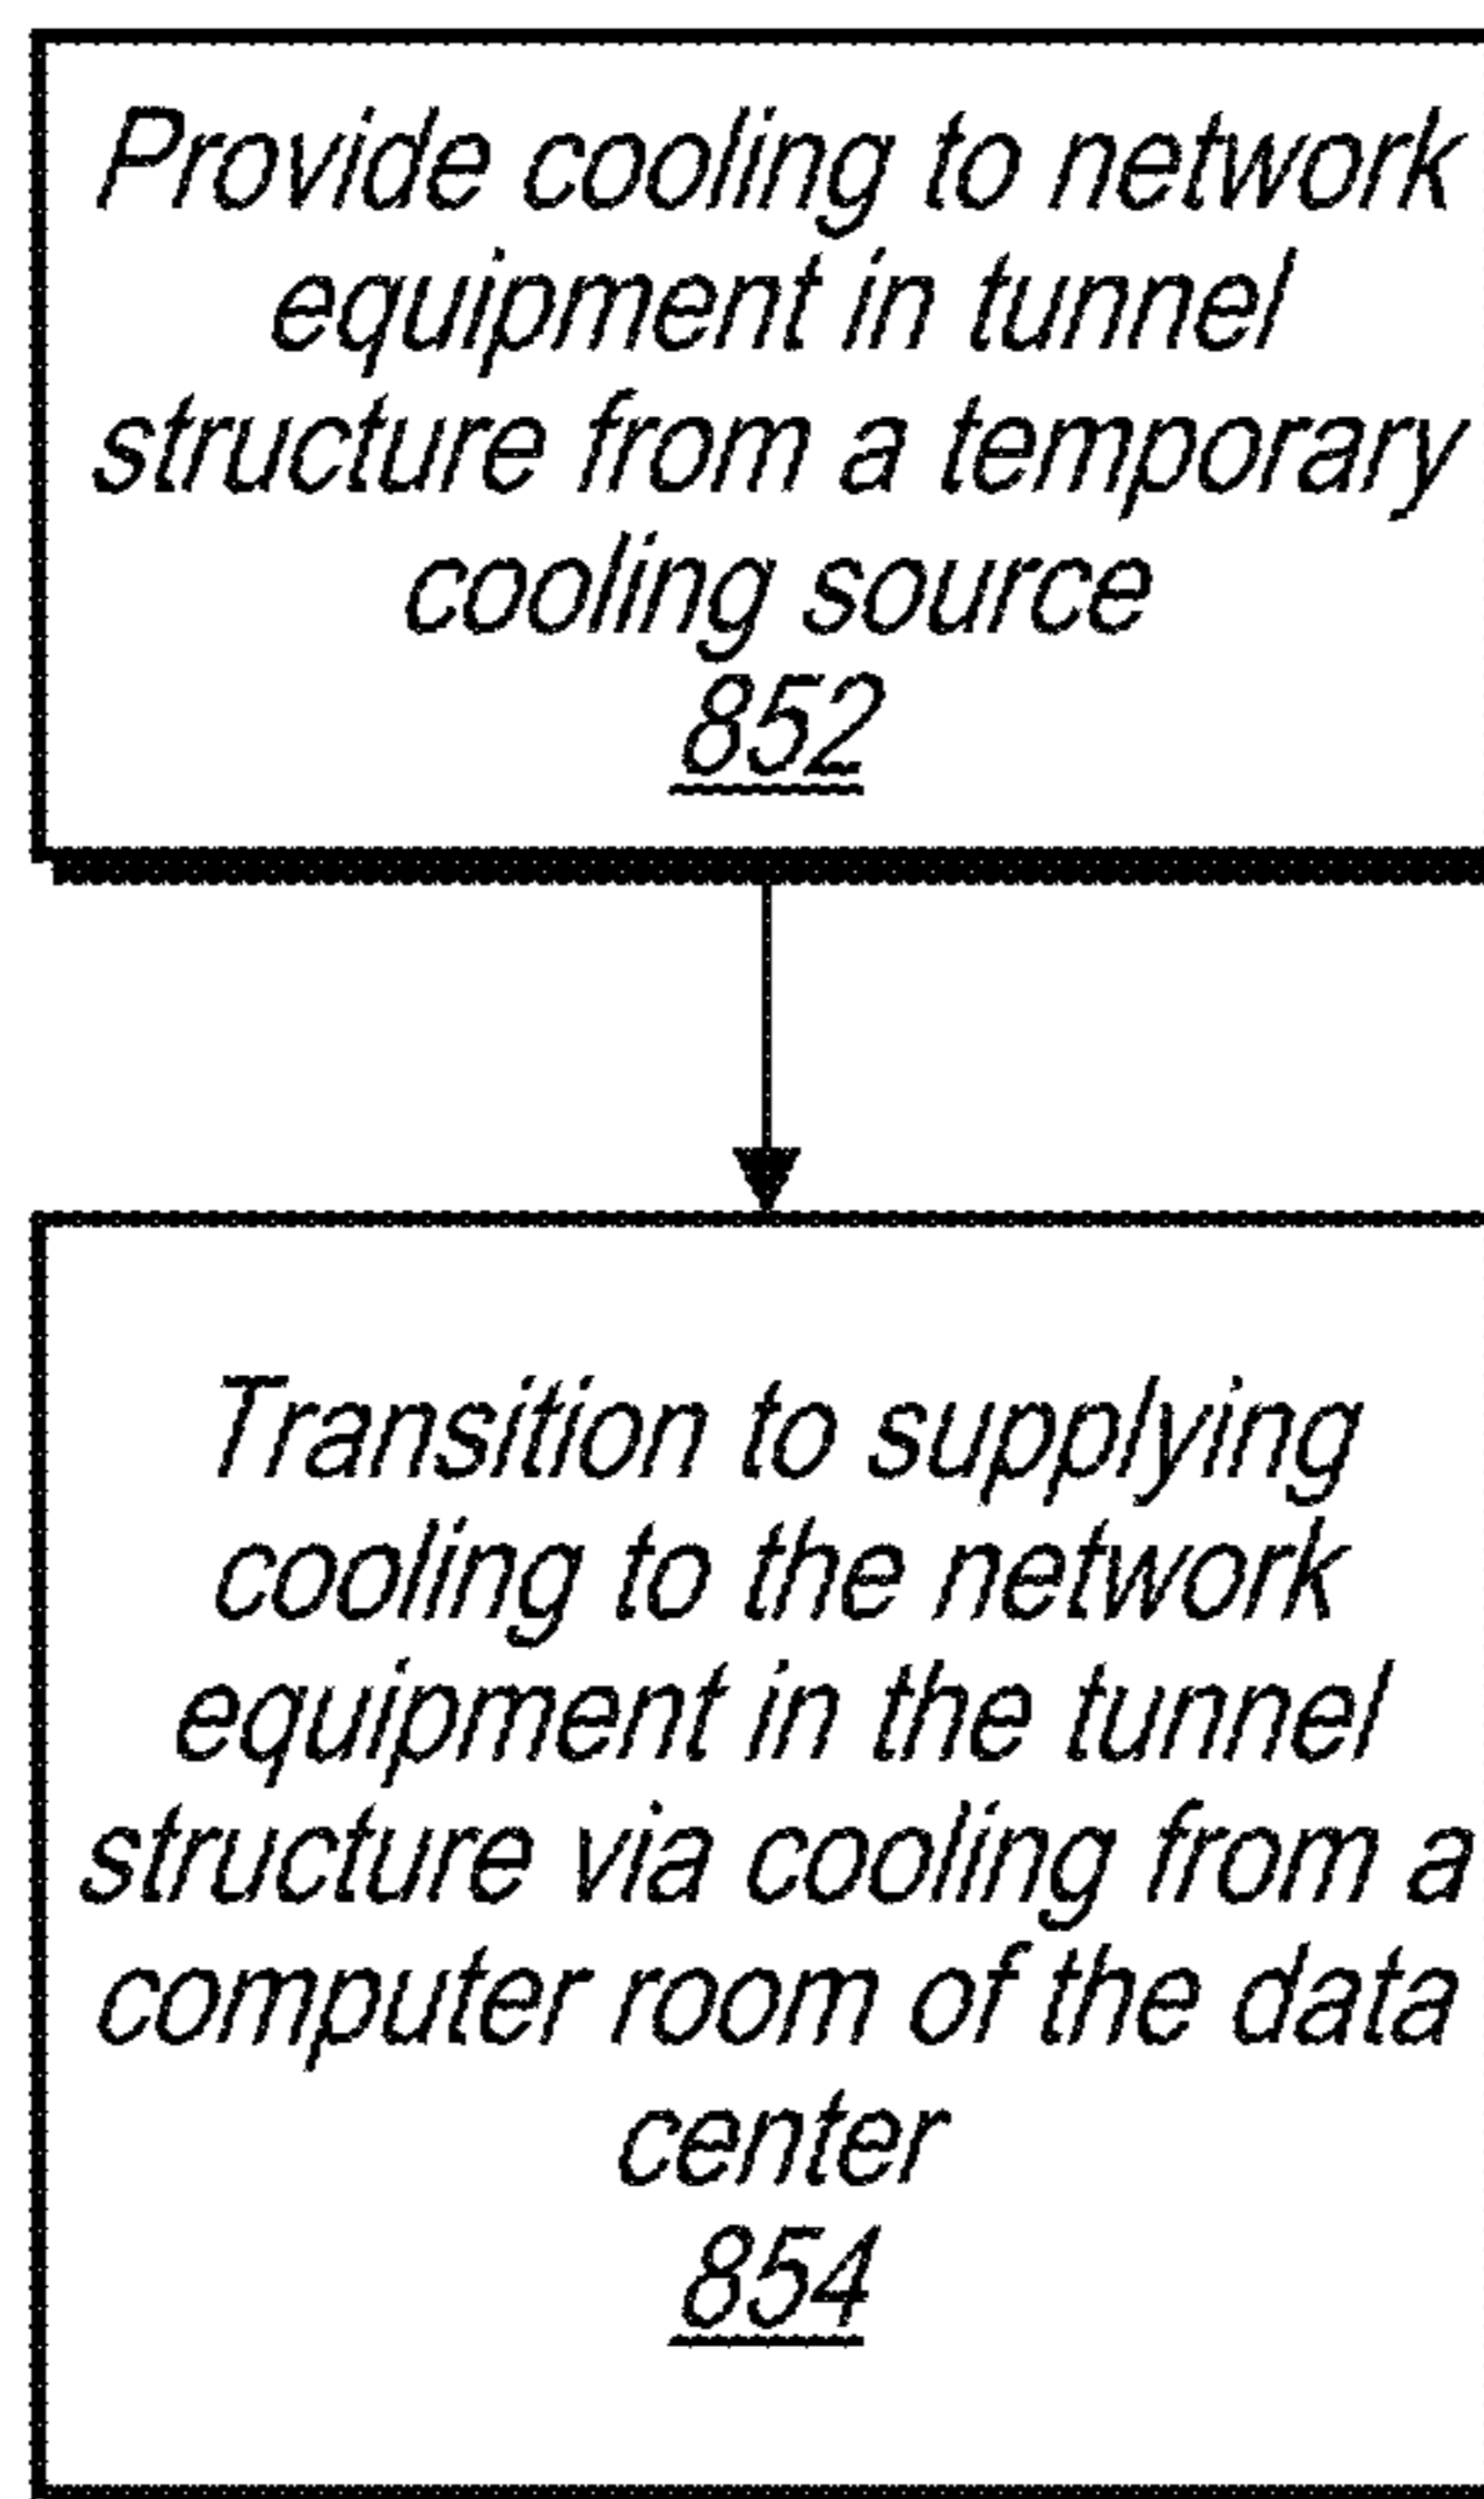 Provide cooling to network
equipment in tunnel
structure from a temporary
cooling source
852
Transition to supplying
cooling to the network
equipment in the tunnel
structure via cooling from a
computer room of the data
center
854